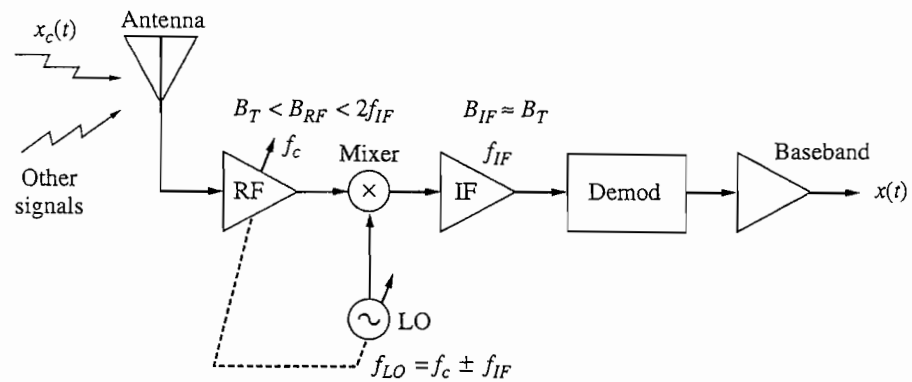 Antenna
x_c(t)
B_T < B_RF < 2f_IF
B_IF ≈ B_T
f_c
Mixer
f_IF
Baseband
RF
×
IF
Demod
x(t)
Other
signals
LO
f_LO = f_c ± f_IF